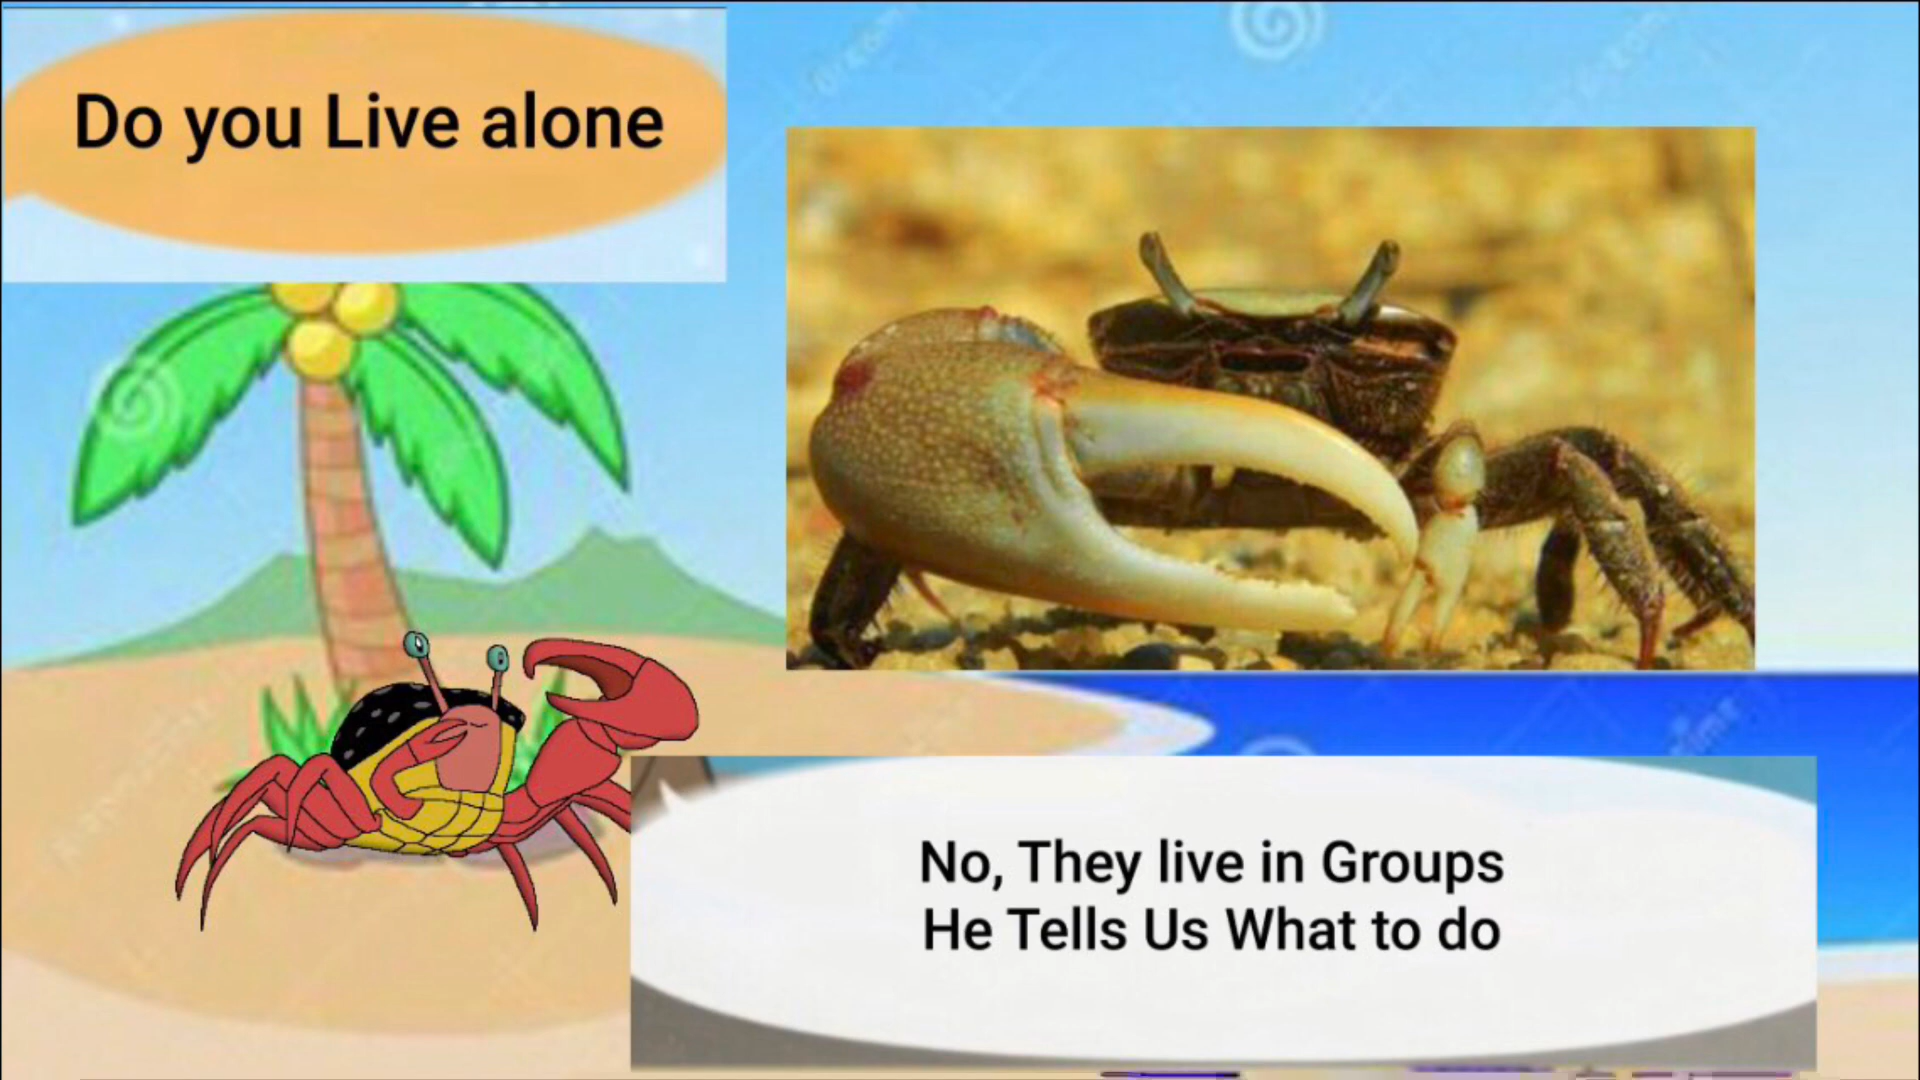 Do you Live alone
No, They live in Groups
He Tells Us What to do